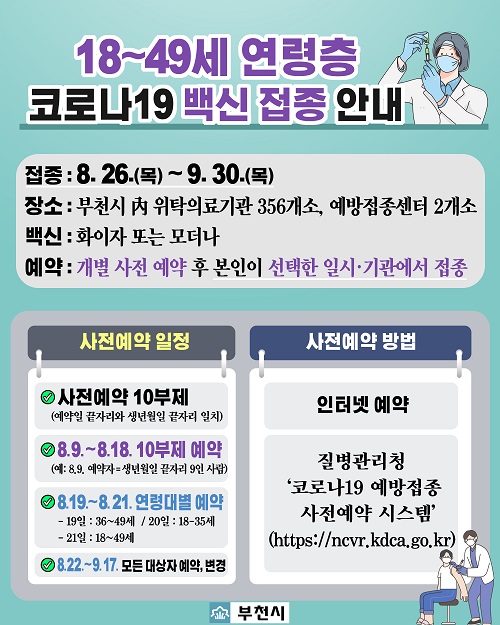 18~49세 연령층
코로나19 백신 접종 안내
접종 : 8. 26.(목) ~ 9. 30.(목)
장소 : 부천시 內 위탁의료기관 356개소, 예방접종센터 2개소
백신 : 화이자 또는 모더나
예약 : 개별 사전 예약 후 본인이 선택한 일시·기관에서 접종
사전예약 일정
사전예약 10부제
(예약일 끝자리와 생년월일 끝자리 일치)
8.9.~8.18. 10부제 예약
(예: 8.9. 예약자=생년월일 끝자리 9인 사람)
8.19.~8.21. 연령대별 예약
- 19일 : 36~49세 / 20일 : 18-35세
- 21일 : 18~49세
8.22.~9.17. 모든 대상자 예약, 변경
사전예약 방법
인터넷 예약
질병관리청
‘코로나19 예방접종
사전예약 시스템’
(https://ncvr.kdca.go.kr)
부천시